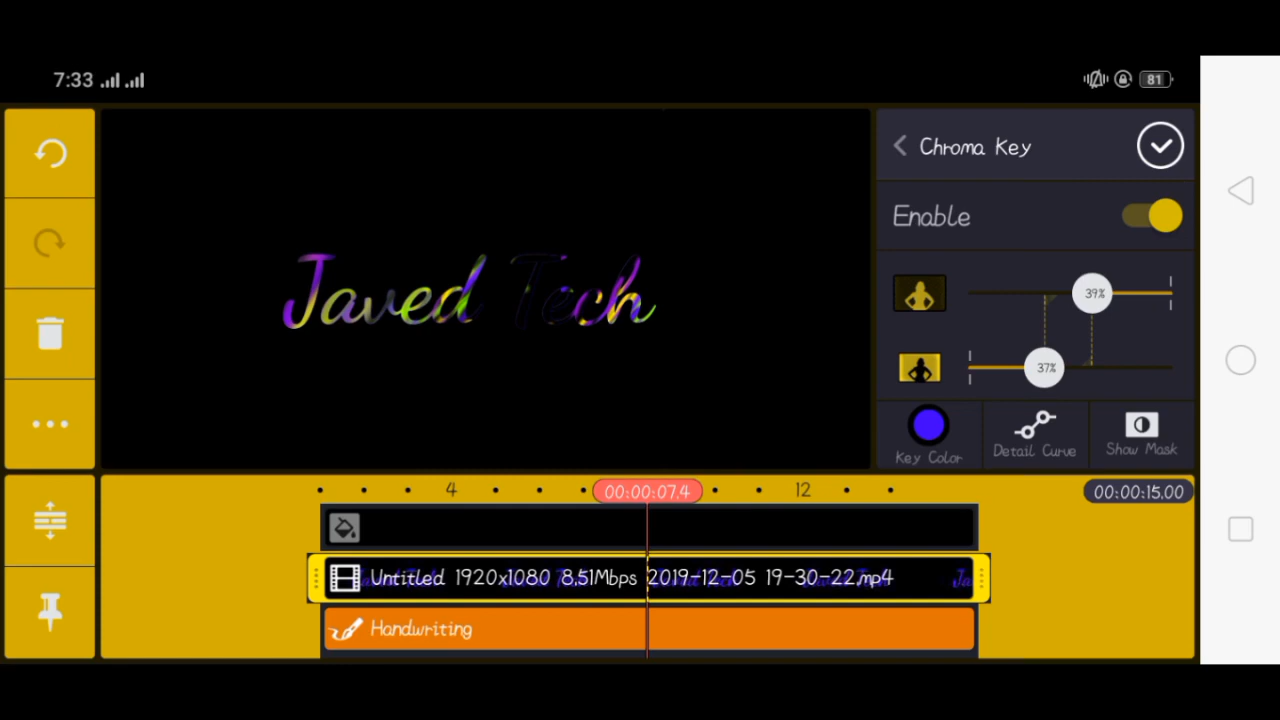 7:33
81
Chroma Key
Enable
Javed Tech
39%
37%
Key Color
Detail Curve
Show Mask
4
00:00:07.4
12
00:00:15.00
Untitled 1920x1080 8.51Mbps 2019-12-05 19-30-22.mp4
Handwriting